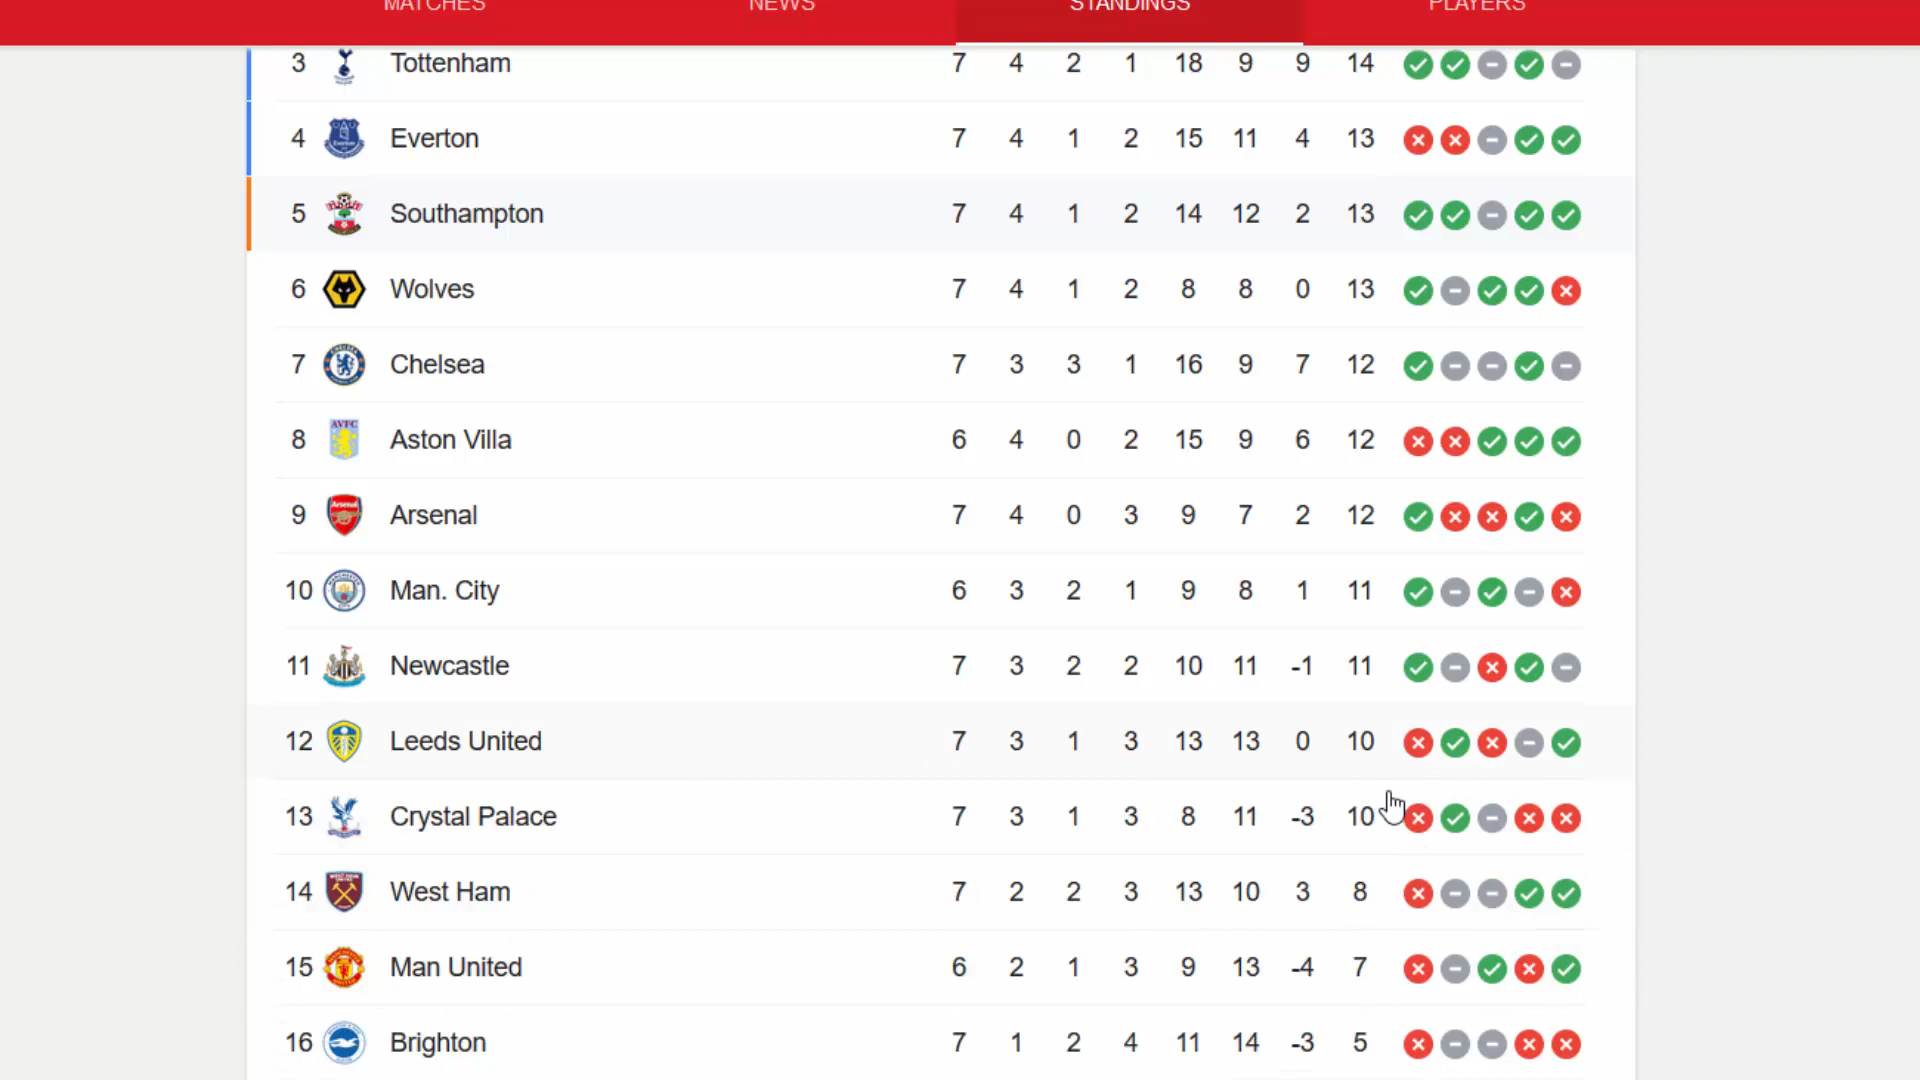 MATCHES NEWS STANDINGS PLAYERS
3 Tottenham 7 4 2 1 18 9 9 14
4 Everton 7 4 1 2 15 11 4 13
5 Southampton 7 4 1 2 14 12 2 13
6 Wolves 7 4 1 2 8 8 0 13
7 Chelsea 7 3 3 1 16 9 7 12
8 Aston Villa 6 4 0 2 15 9 6 12
9 Arsenal 7 4 0 3 9 7 2 12
10 Man. City 6 3 2 1 9 8 1 11
11 Newcastle 7 3 2 2 10 11 -1 11
12 Leeds United 7 3 1 3 13 13 0 10
13 Crystal Palace 7 3 1 3 8 11 -3 10
14 West Ham 7 2 2 3 13 10 3 8
15 Man United 6 2 1 3 9 13 -4 7
16 Brighton 7 1 2 4 11 14 -3 5